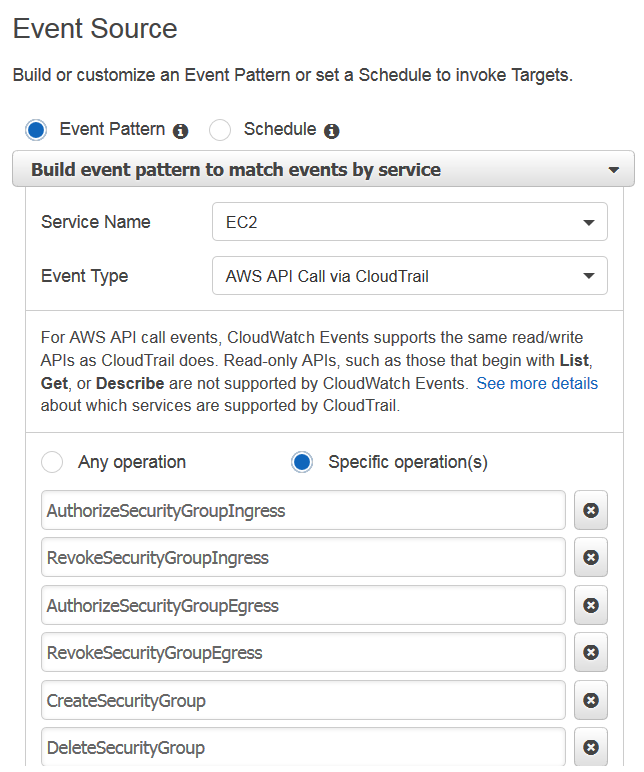 Event Source
Build or customize an Event Pattern or set a Schedule to invoke Targets.
Event Pattern Schedule
Build event pattern to match events by service
Service Name EC2
Event Type AWS API Call via CloudTrail
For AWS API call events, CloudWatch Events supports the same read/write
APIs as CloudTrail does. Read-only APIs, such as those that begin with List,
Get, or Describe are not supported by CloudWatch Events. See more details
about which services are supported by CloudTrail.
Any operation Specific operation(s)
AuthorizeSecurityGroupIngress
RevokeSecurityGroupIngress
AuthorizeSecurityGroupEgress
RevokeSecurityGroupEgress
CreateSecurityGroup
DeleteSecurityGroup